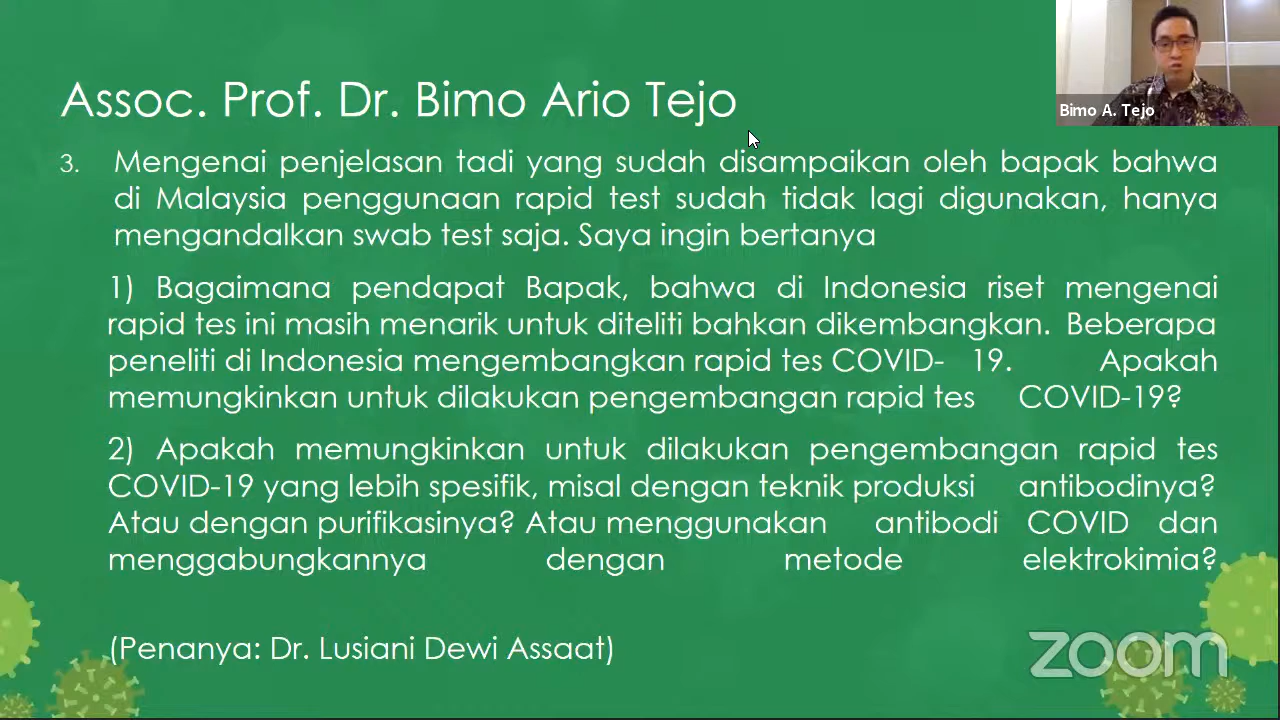 Assoc. Prof. Dr. Bimo Ario Tejo
Bimo A. Tejo
3. Mengenai penjelasan tadi yang sudah disampaikan oleh bapak bahwa
di Malaysia penggunaan rapid test sudah tidak lagi digunakan, hanya
mengandalkan swab test saja. Saya ingin bertanya
1) Bagaimana pendapat Bapak, bahwa di Indonesia riset mengenai
rapid tes ini masih menarik untuk diteliti bahkan dikembangkan. Beberapa
peneliti di Indonesia mengembangkan rapid tes COVID- 19. Apakah
memungkinkan untuk dilakukan pengembangan rapid tes COVID-19?
2) Apakah memungkinkan untuk dilakukan pengembangan rapid tes
COVID-19 yang lebih spesifik, misal dengan teknik produksi antibodinya?
Atau dengan purifikasinya? Atau menggunakan antibodi COVID dan
menggabungkannya dengan metode elektrokimia?
(Penanya: Dr. Lusiani Dewi Assaat)
zoom